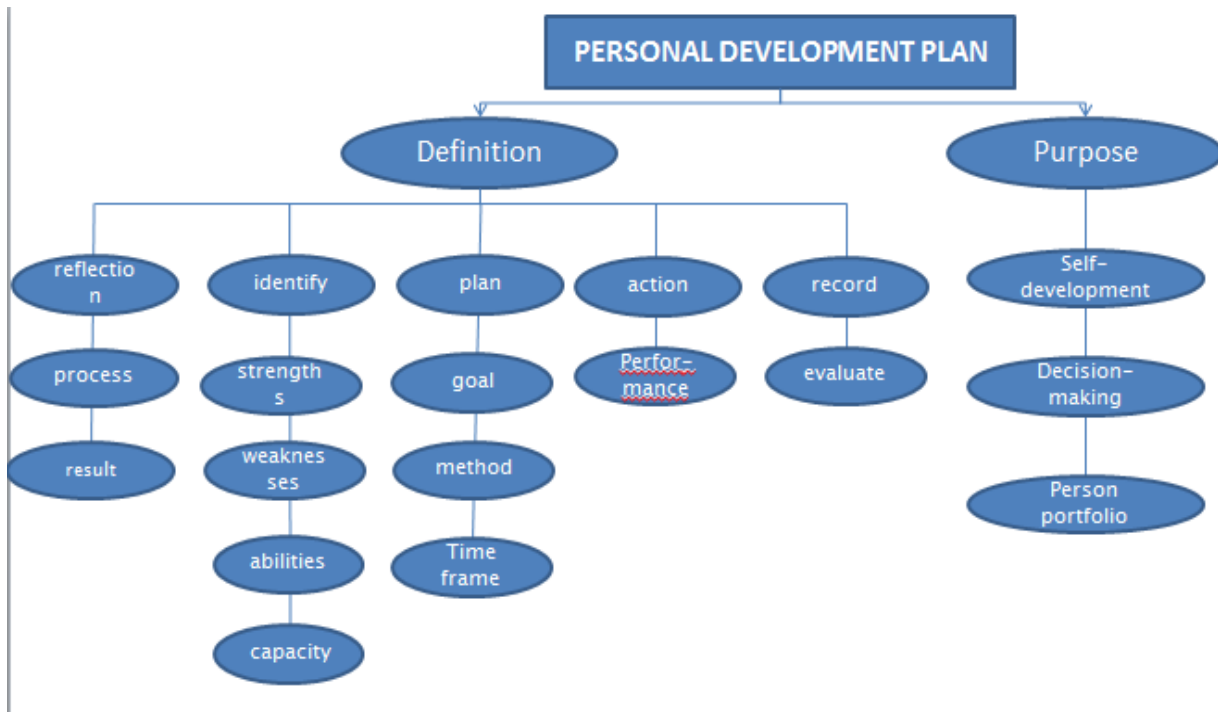 PERSONAL DEVELOPMENT PLAN
Definition
Purpose
reflectio
n
process
result
identify
strength
s
weaknes
ses
abilities
capacity
plan
goal
method
Time
frame
action
Perfor-
mance
record
evaluate
Self-
development
Decision-
making
Person
portfolio